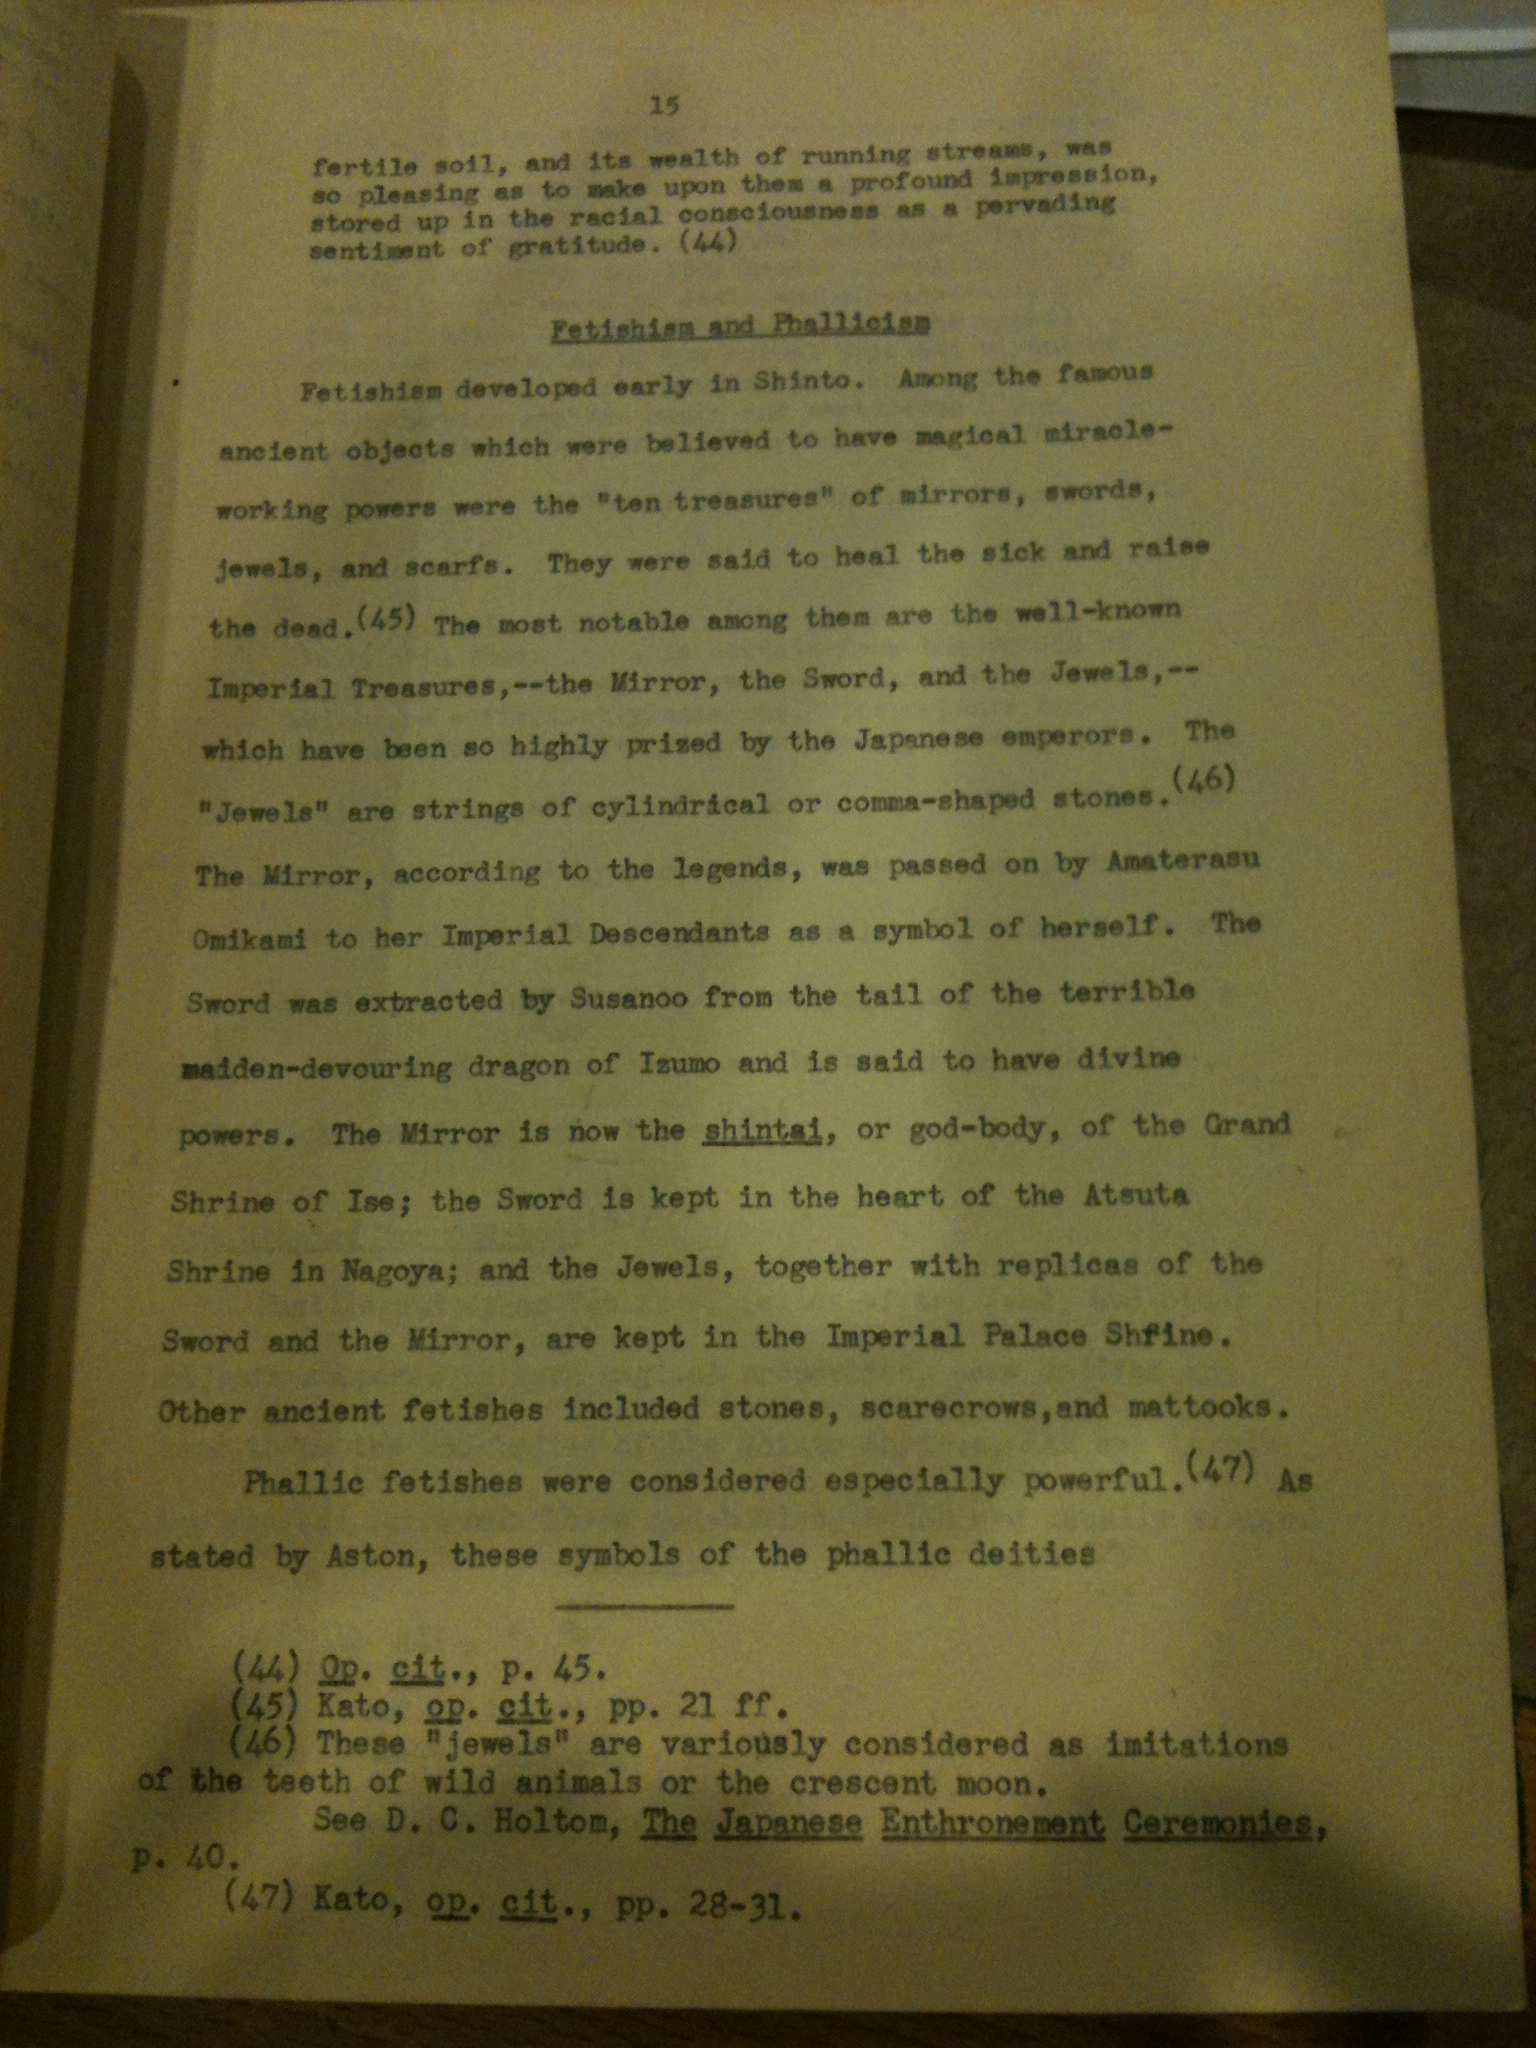 15
fertile soil, and its wealth of running streams, was
so pleasing as to make upon them a profound impression,
stored up in the racial consciousness as a pervading
sentiment of gratitude. (44)
Fetishism and Phallicism
Fetishism developed early in Shinto. Among the famous
ancient objects which were believed to have magical miracle-
working powers were the "ten treasures" of mirrors, swords,
jewels, and scarfs. They were said to heal the sick and raise
the dead.(45) The most notable among them are the well-known
Imperial Treasures,--the Mirror, the Sword, and the Jewels,--
which have been so highly prized by the Japanese emperors. The
"Jewels" are strings of cylindrical or comma-shaped stones.(46)
The Mirror, according to the legends, was passed on by Amaterasu
Omikami to her Imperial Descendants as a symbol of herself. The
Sword was extracted by Susanoo from the tail of the terrible
maiden-devouring dragon of Izumo and is said to have divine
powers. The Mirror is now the shintai, or god-body, of the Grand
Shrine of Ise; the Sword is kept in the heart of the Atsuta
Shrine in Nagoya; and the Jewels, together with replicas of the
Sword and the Mirror, are kept in the Imperial Palace Shrine.
Other ancient fetishes included stones, scarecrows,and mattooks.
Phallic fetishes were considered especially powerful.(47) As
stated by Aston, these symbols of the phallic deities
(44) Op. cit., p. 45.
(45) Kato, op. cit., pp. 21 ff.
(46) These "jewels" are variously considered as imitations
of the teeth of wild animals or the crescent moon.
See D. C. Holtom, The Japanese Enthronement Ceremonies,
p. 40.
(47) Kato, op. cit., pp. 28-31.